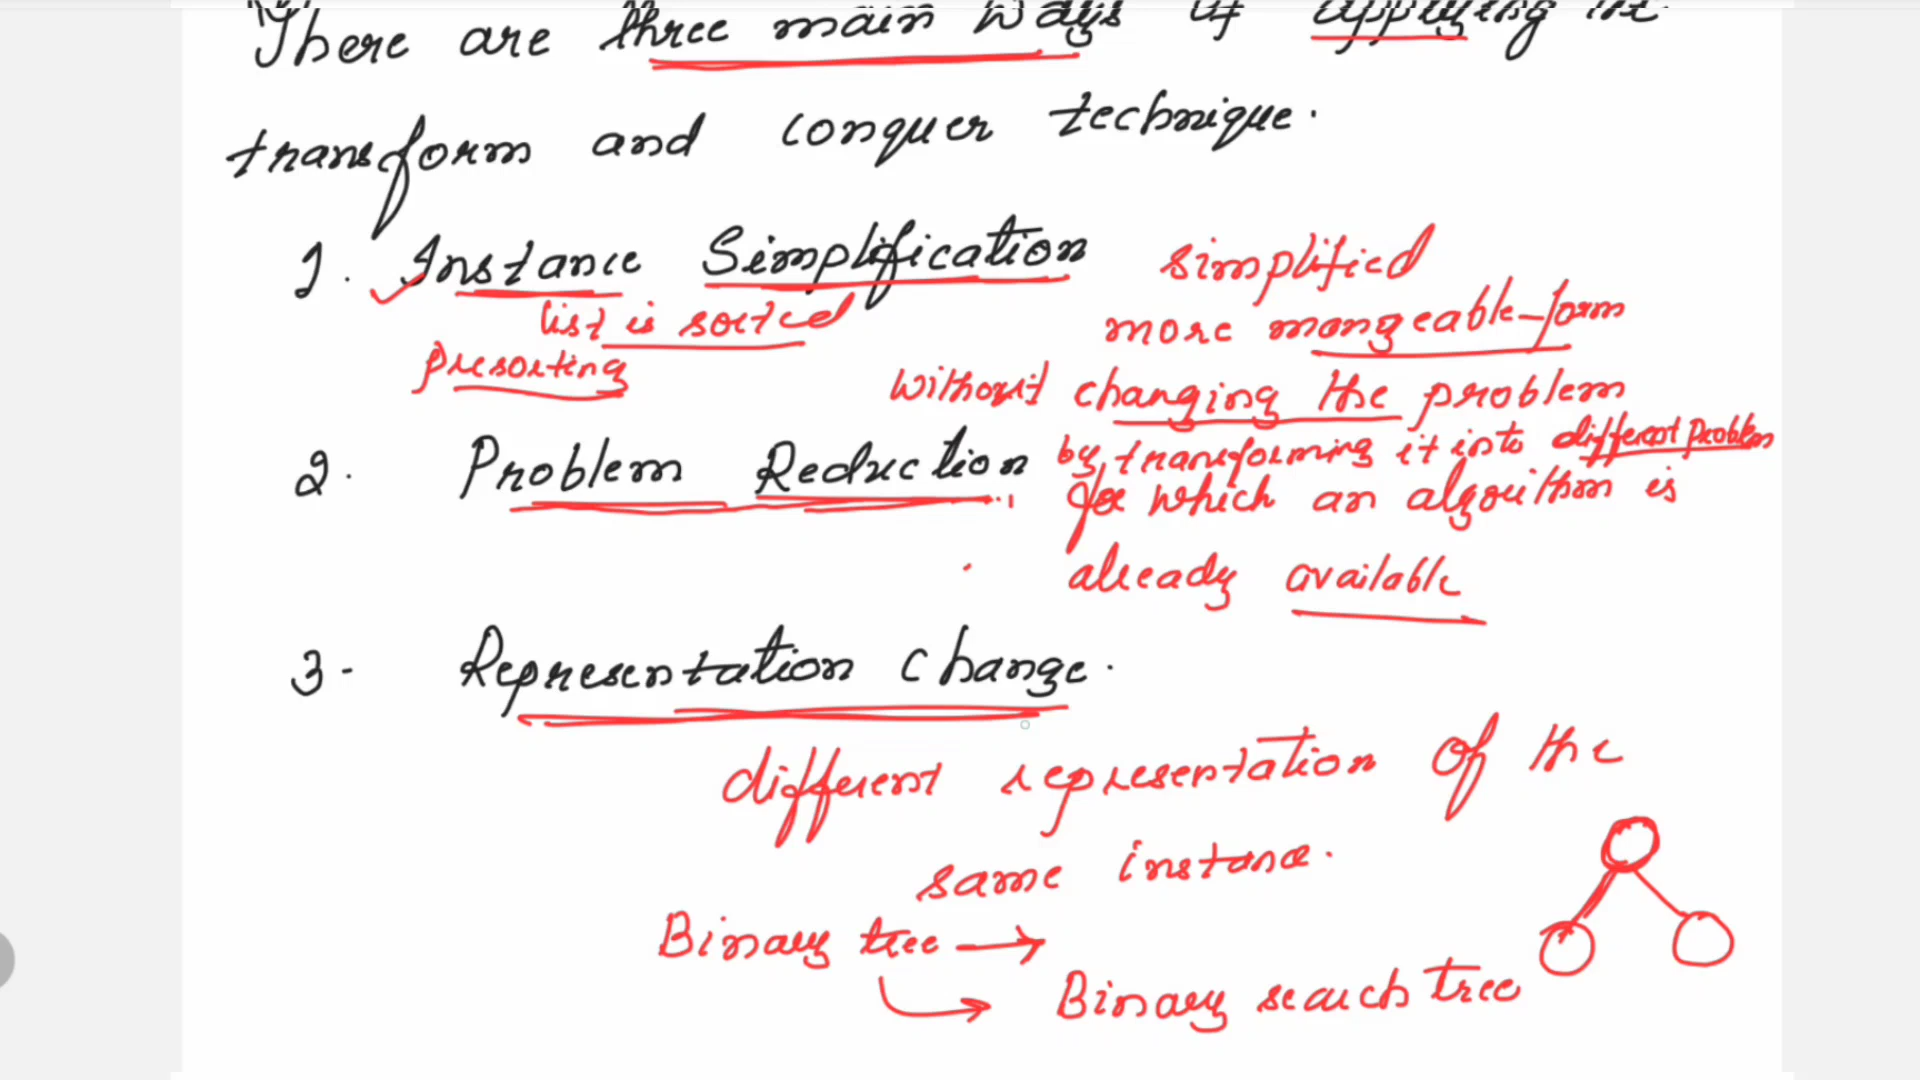 There are three main ways of applying the
transform and conquer technique.
1. Instance Simplification
list is sorted
presorting
simplified
more mangeable-form
without changing the problem
2. Problem Reduction
by transforming it into different problem
for which an algorithm is
already available
3- Representation change.
different representation of the
same instance.
Binary tree →
Binary search tree